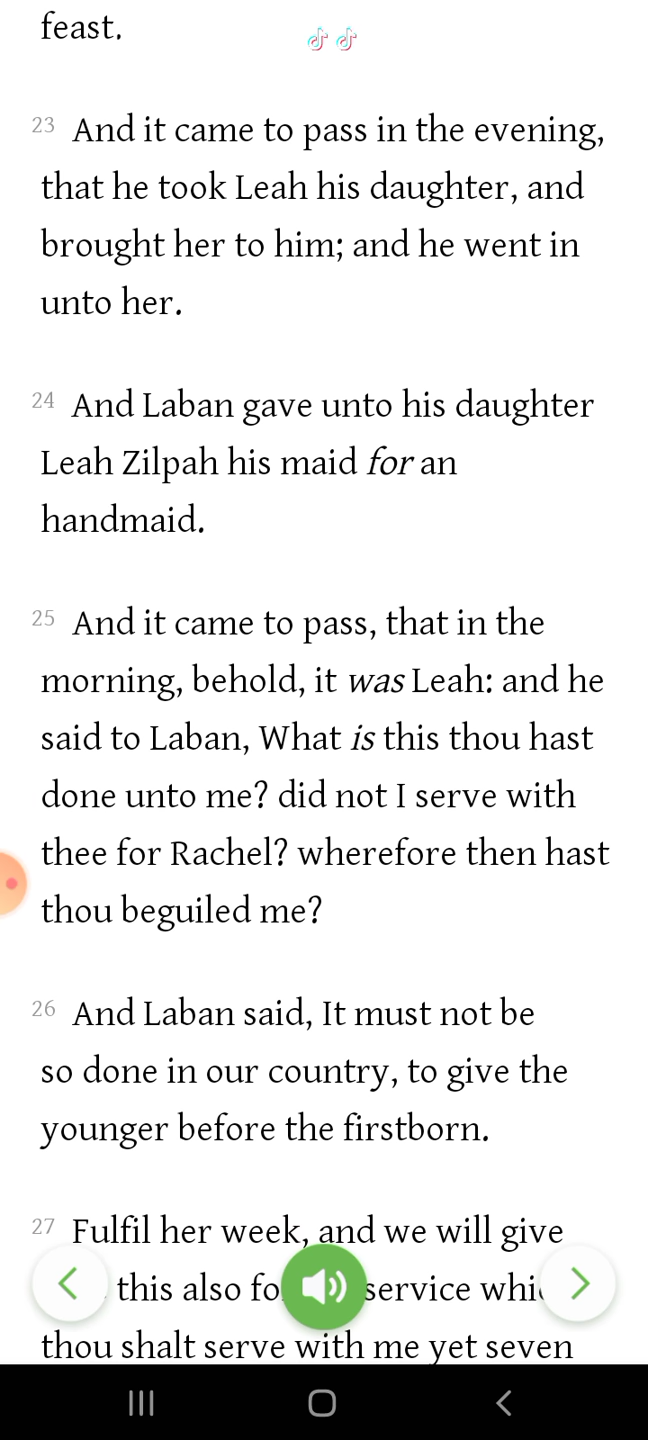 feast.
23 And it came to pass in the evening,
that he took Leah his daughter, and
brought her to him; and he went in
unto her.
24 And Laban gave unto his daughter
Leah Zilpah his maid for an
handmaid.
25 And it came to pass, that in the
morning, behold, it was Leah: and he
said to Laban, What is this thou hast
done unto me? did not I serve with
thee for Rachel? wherefore then hast
thou beguiled me?
26 And Laban said, It must not be
so done in our country, to give the
younger before the firstborn.
27 Fulfil her week, and we will give
this also service
thou shalt serve with me yet seven